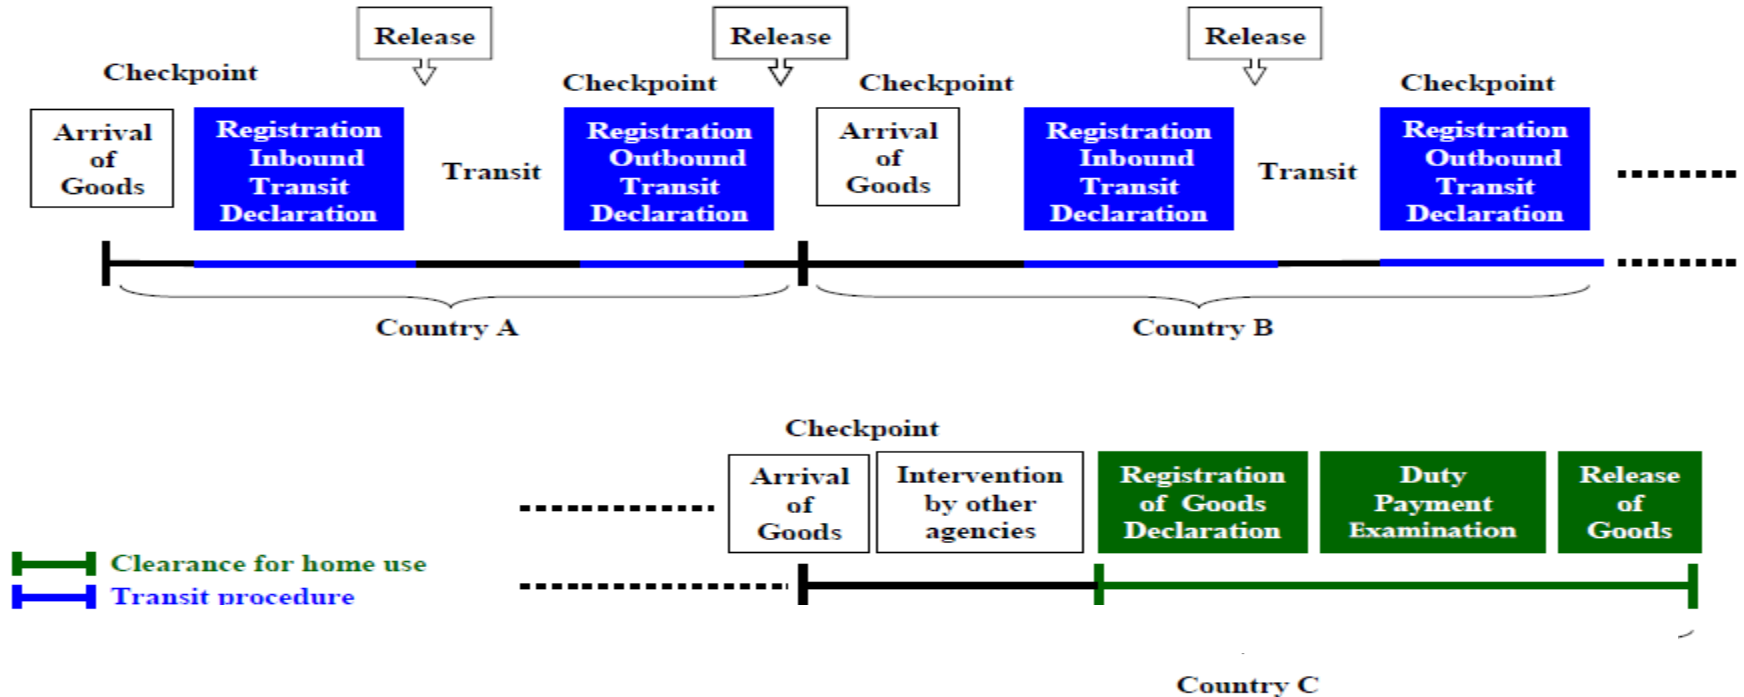 Release
Release
Release
Checkpoint
Checkpoint
Checkpoint
Checkpoint
Arrival
of
Goods
Registration
Inbound
Transit
Declaration
Transit
Registration
Outbound
Transit
Declaration
Arrival
of
Goods
Registration
Inbound
Transit
Declaration
Transit
Registration
Outbound
Transit
Declaration
Country A
Country B
Checkpoint
Arrival
of
Goods
Intervention
by other
agencies
Registration
of Goods
Declaration
Duty
Payment
Examination
Release
of
Goods
Clearance for home use
Transit procedure
Country C